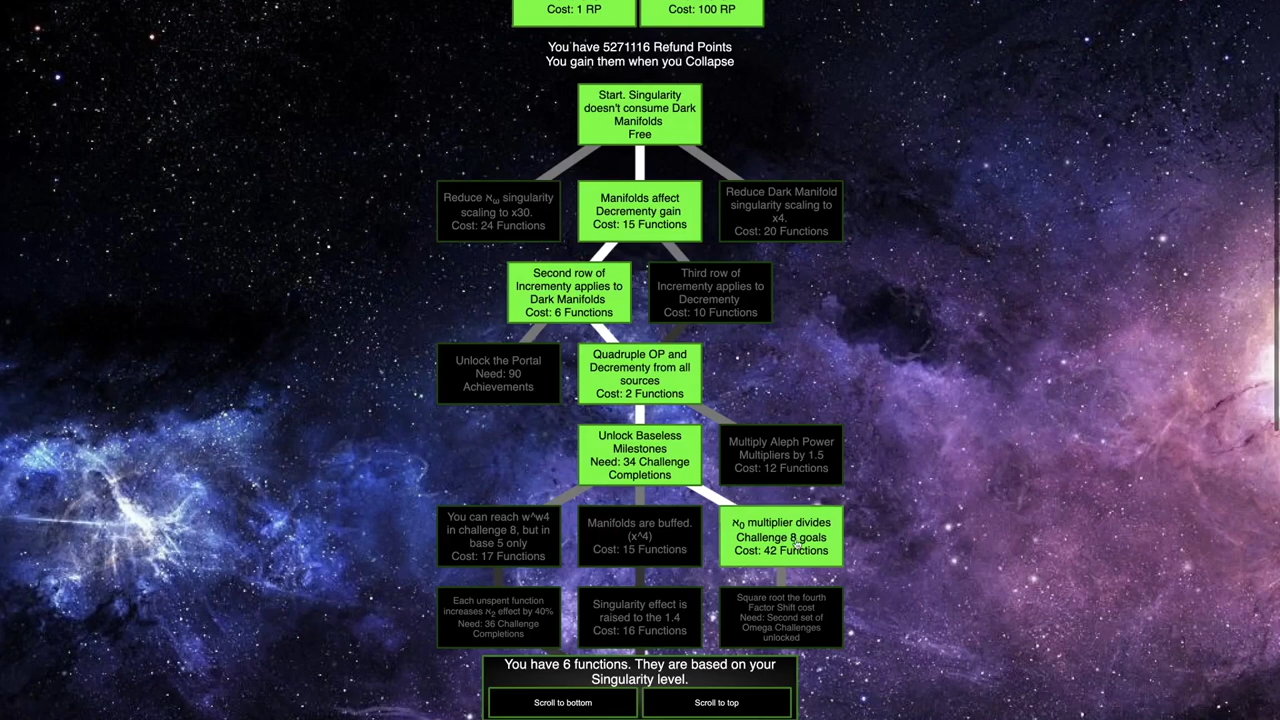 Cost: 1 RP
Cost: 100 RP
You have 5271116 Refund Points
You gain them when you Collapse
Start. Singularity
doesn't consume Dark
Manifolds
Free
Reduce ℵω singularity
scaling to x30.
Cost: 24 Functions
Manifolds affect
Decrementy gain
Cost: 15 Functions
Reduce Dark Manifold
singularity scaling to
x4.
Cost: 20 Functions
Second row of
Incrementy applies to
Dark Manifolds
Cost: 6 Functions
Third row of
Incrementy applies to
Decrementy
Cost: 10 Functions
Unlock the Portal
Need: 90
Achievements
Quadruple OP and
Decrementy from all
sources
Cost: 2 Functions
Unlock Baseless
Milestones
Need: 34 Challenge
Completions
Multiply Aleph Power
Multipliers by 1.5
Cost: 12 Functions
You can reach w^w4
in challenge 8, but in
base 5 only
Cost: 17 Functions
Manifolds are buffed.
(x^4)
Cost: 15 Functions
ℵ0 multiplier divides
Challenge 8 goals
Cost: 42 Functions
Each unspent function
increases ℵ2 effect by 40%
Need: 36 Challenge
Completions
Singularity effect is
raised to the 1.4
Cost: 16 Functions
Square root the fourth
Factor Shift cost
Need: Second set of
Omega Challenges
unlocked
You have 6 functions. They are based on your
Singularity level.
Scroll to bottom
Scroll to top